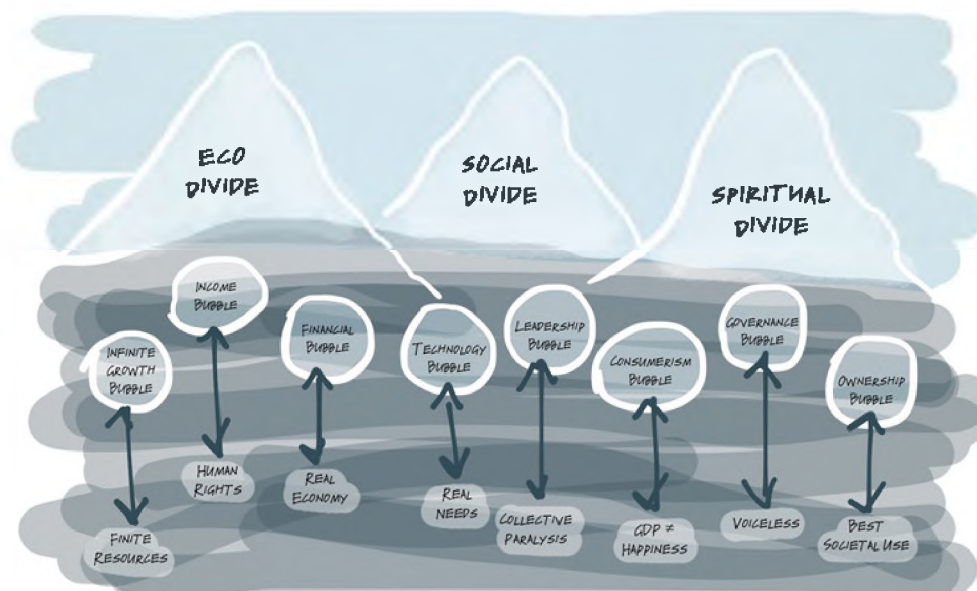 ECO
DIVIDE
SOCIAL
DIVIDE
SPIRITUAL
DIVIDE
INFINITE
GROWTH
BUBBLE
INCOME
BUBBLE
FINANCIAL
BUBBLE
TECHNOLOGY
BUBBLE
LEADERSHIP
BUBBLE
CONSUMERISM
BUBBLE
GOVERNANCE
BUBBLE
OWNERSHIP
BUBBLE
FINITE
RESOURCES
HUMAN
RIGHTS
REAL
ECONOMY
REAL
NEEDS
COLLECTIVE
PARALYSIS
GDP ≠
HAPPINESS
VOICELESS
BEST
SOCIETAL USE